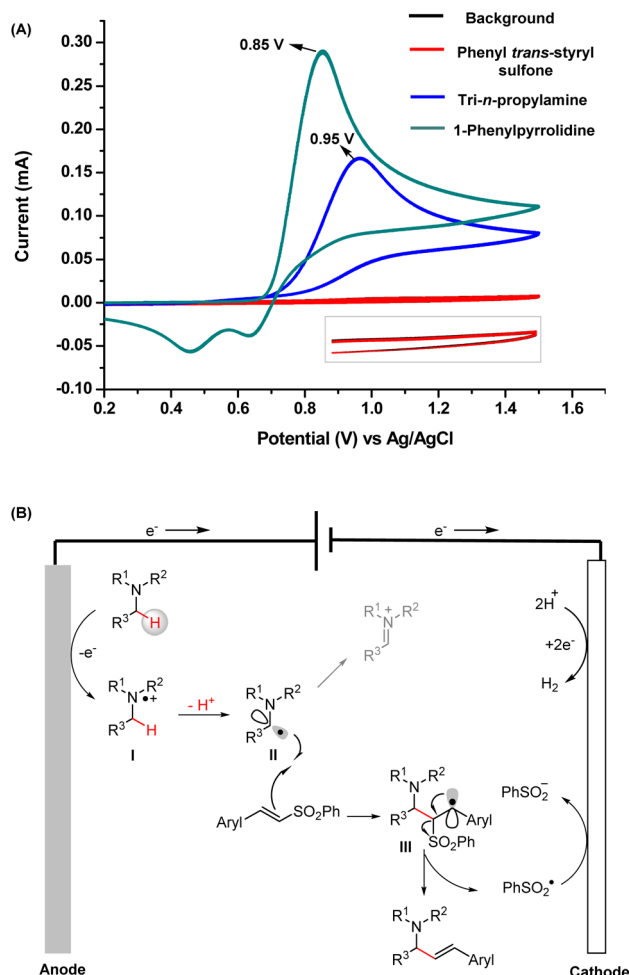 (A)
Background
Phenyl trans-styryl
sulfone
Tri-n-propylamine
1-Phenylpyrrolidine
0.85 V
0.95 V
Current (mA)
0.30
0.25
0.20
0.15
0.10
0.05
0.00
-0.05
-0.10
0.2 0.4 0.6 0.8 1.0 1.2 1.4 1.6
Potential (V) vs Ag/AgCl
(B)
e⁻
e⁻
R¹ R²
N
R³ H
-e⁻
R¹ R²
N•+
R³ H
I
- H⁺
R¹ R²
N
R³ •
II
R¹ + R²
N
R³
2H⁺
+2e⁻
H₂
Aryl SO₂Ph
R¹ R²
N •
R³ Aryl
SO₂Ph
III
PhSO₂⁻
PhSO₂•
R¹ R²
N
R³ Aryl
Anode
Cathode